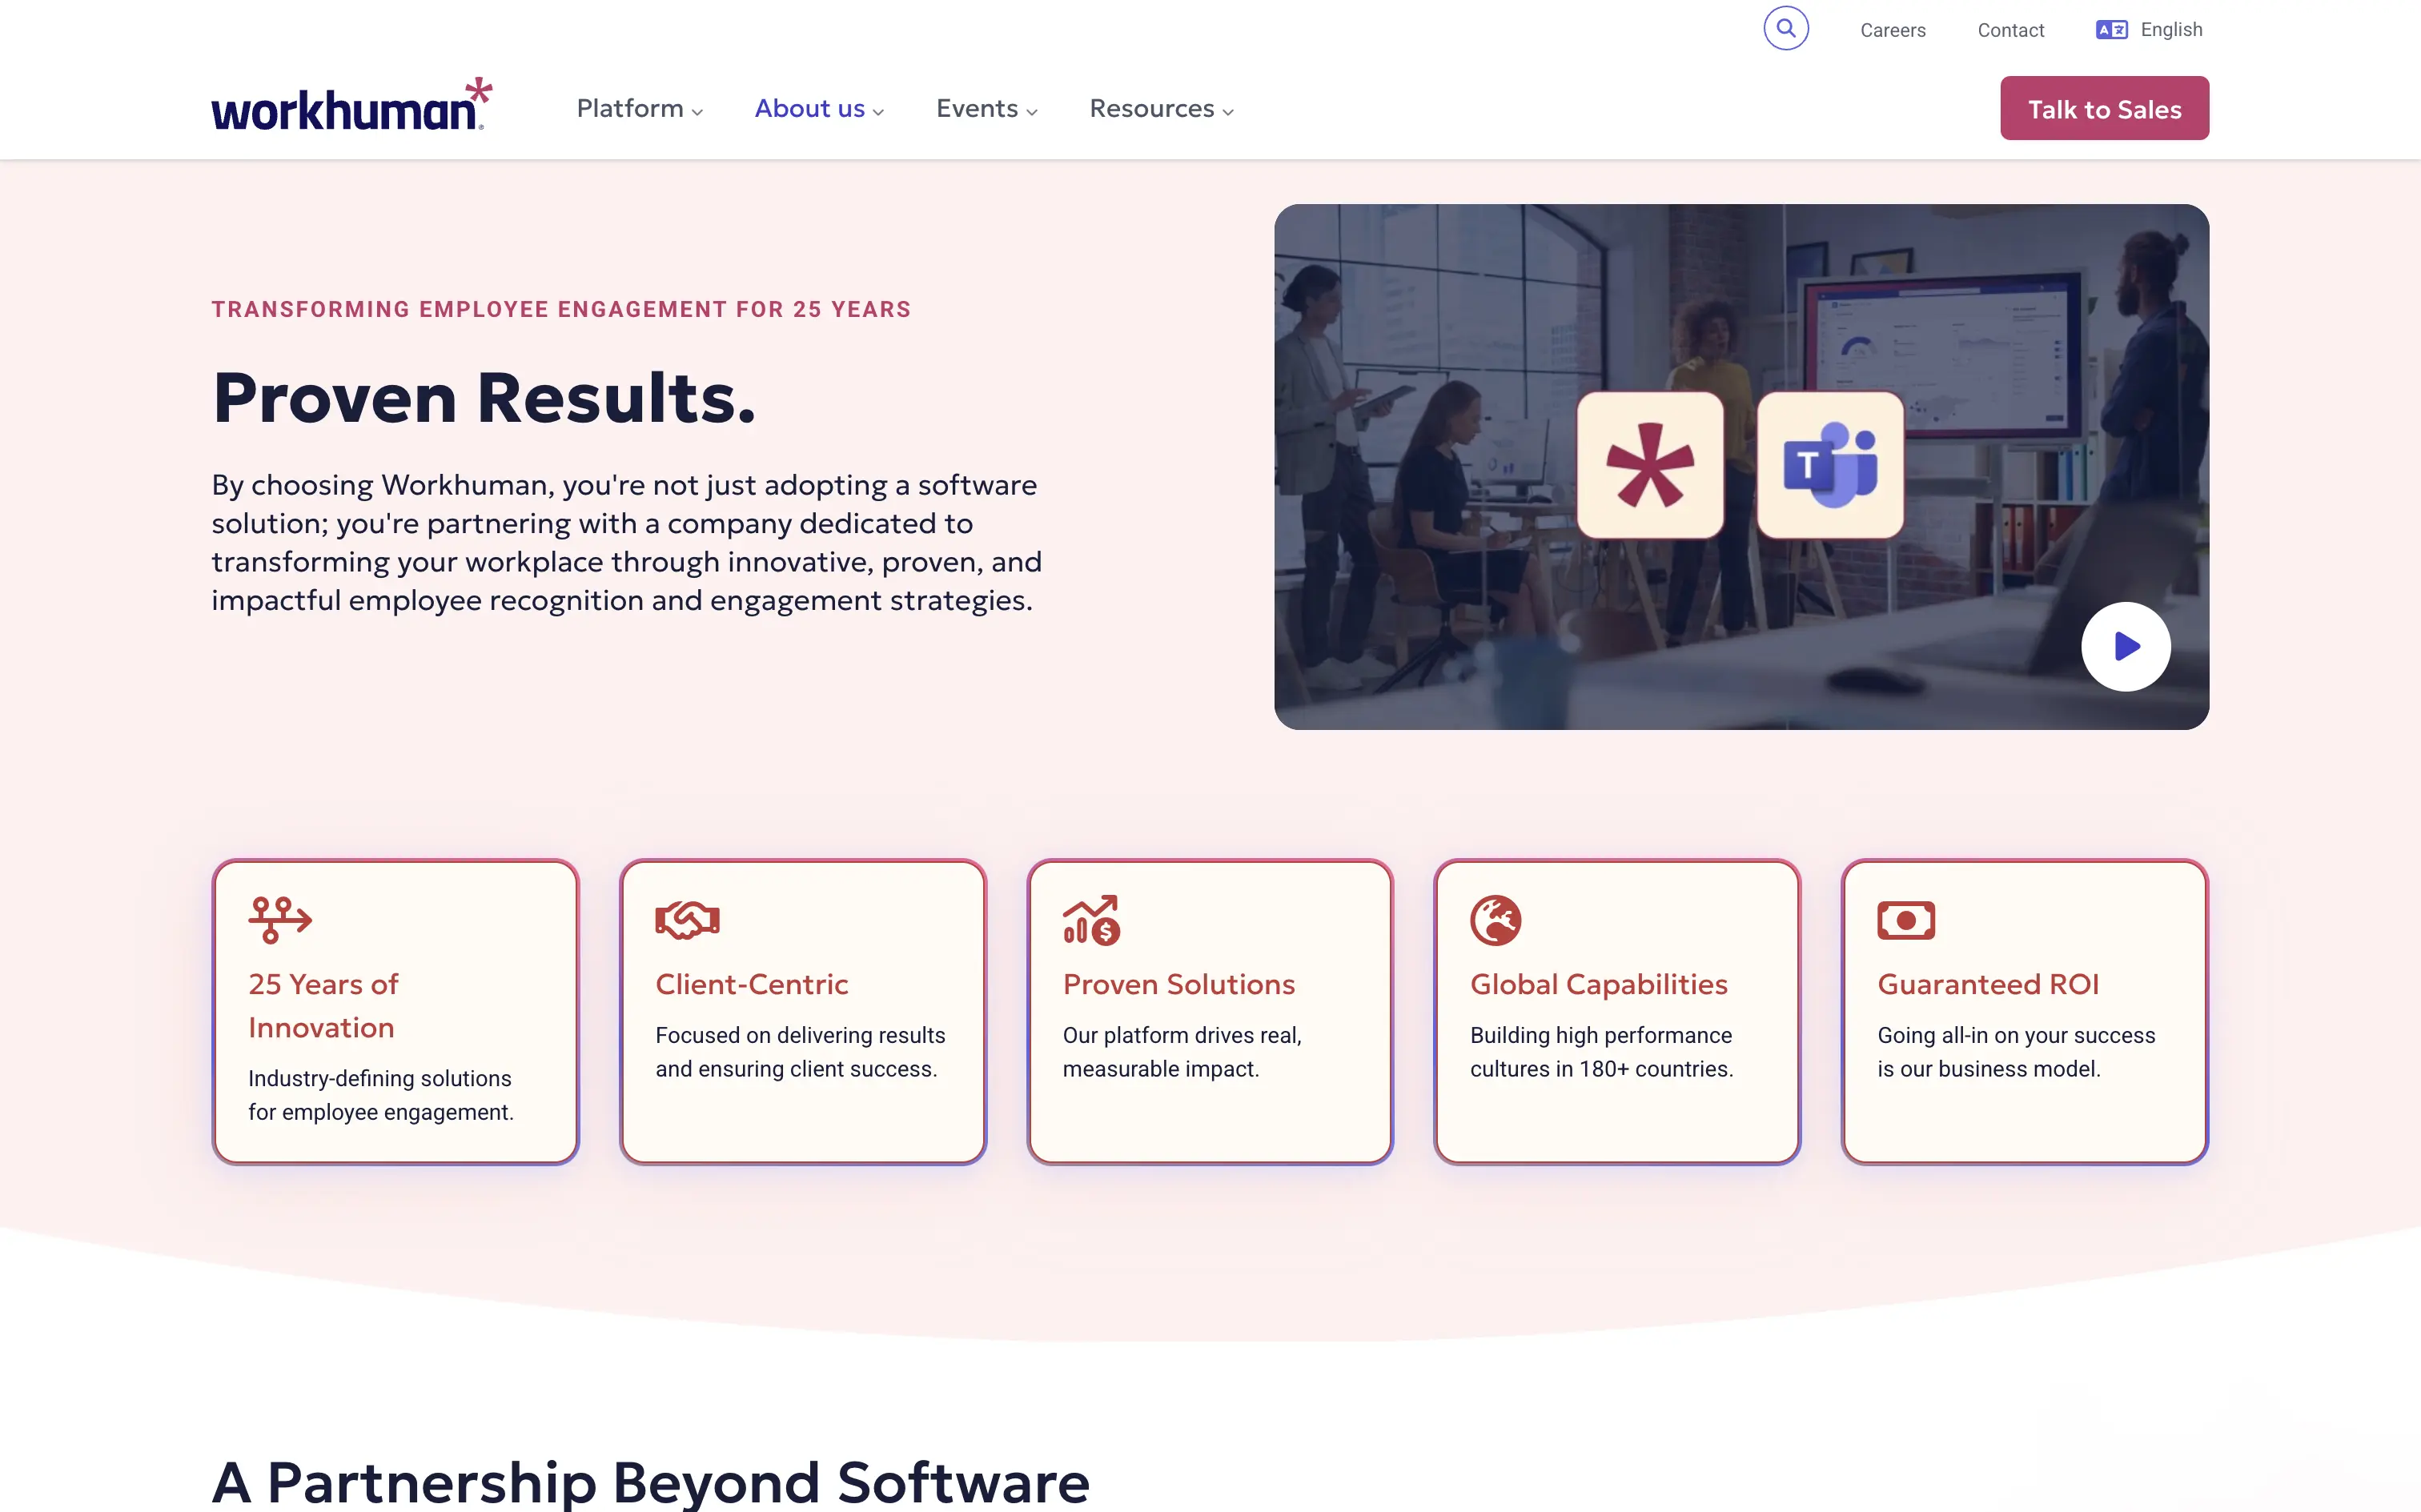 Careers
Contact
English
workhuman
Platform
About us
Events
Resources
Talk to Sales
TRANSFORMING EMPLOYEE ENGAGEMENT FOR 25 YEARS
Proven Results.
By choosing Workhuman, you're not just adopting a software
solution; you're partnering with a company dedicated to
transforming your workplace through innovative, proven, and
impactful employee recognition and engagement strategies.
T
25 Years of
Innovation
Industry-defining solutions
for employee engagement.
Client-Centric
Focused on delivering results
and ensuring client success.
Proven Solutions
Our platform drives real,
measurable impact.
Global Capabilities
Building high performance
cultures in 180+ countries.
Guaranteed ROI
Going all-in on your success
is our business model.
A Partnership Beyond Software